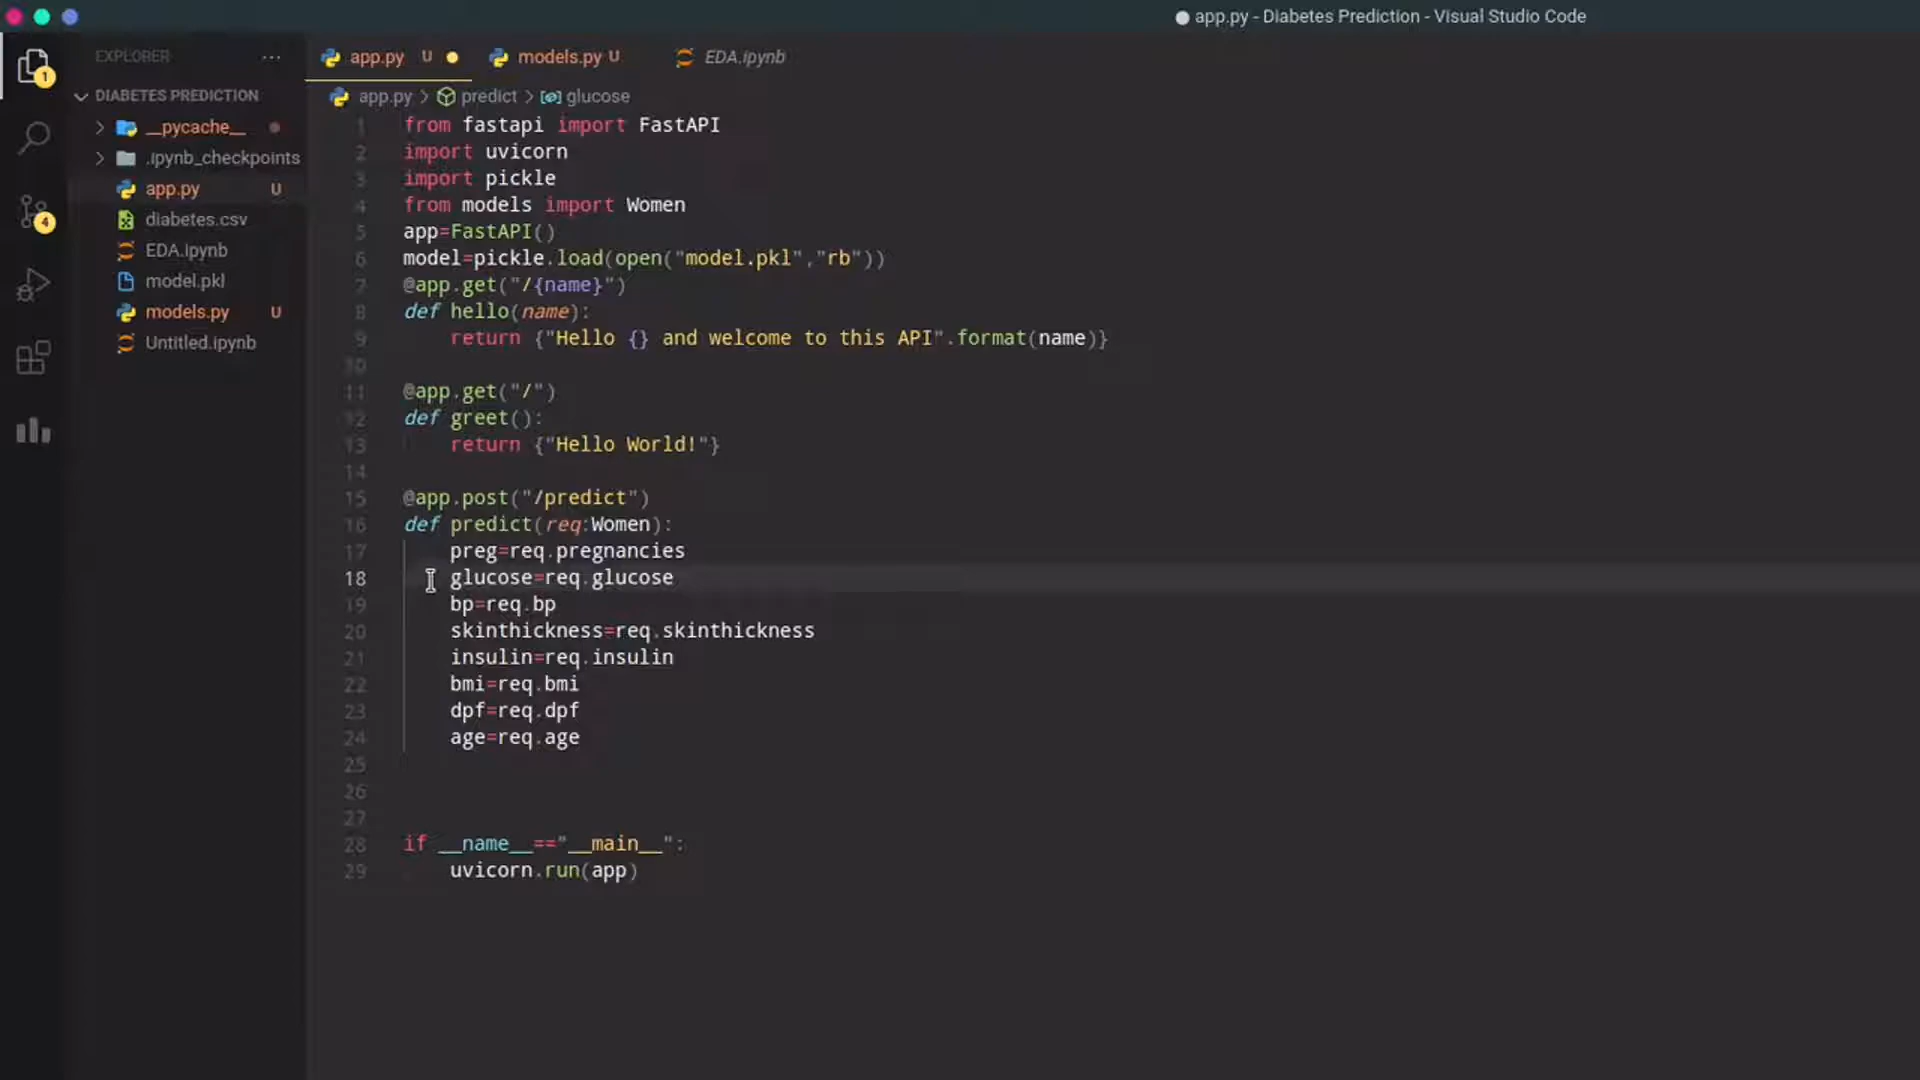 app.py - Diabetes Prediction - Visual Studio Code
EXPLORER ···
app.py U
models.py U
EDA.ipynb
1
DIABETES PREDICTION
app.py > predict > glucose
__pycache__
.ipynb_checkpoints
app.py U
diabetes.csv
EDA.ipynb
model.pkl
models.py U
Untitled.ipynb
4
1 from fastapi import FastAPI
2 import uvicorn
3 import pickle
4 from models import Women
5 app=FastAPI()
6 model=pickle.load(open("model.pkl","rb"))
7 @app.get("/{name}")
8 def hello(name):
9     return {"Hello {} and welcome to this API".format(name)}
10
11 @app.get("/")
12 def greet():
13     return {"Hello World!"}
14
15 @app.post("/predict")
16 def predict(req:Women):
17     preg=req.pregnancies
18     glucose=req.glucose
19     bp=req.bp
20     skinthickness=req.skinthickness
21     insulin=req.insulin
22     bmi=req.bmi
23     dpf=req.dpf
24     age=req.age
25
26
27
28 if __name__=="__main__":
29     uvicorn.run(app)